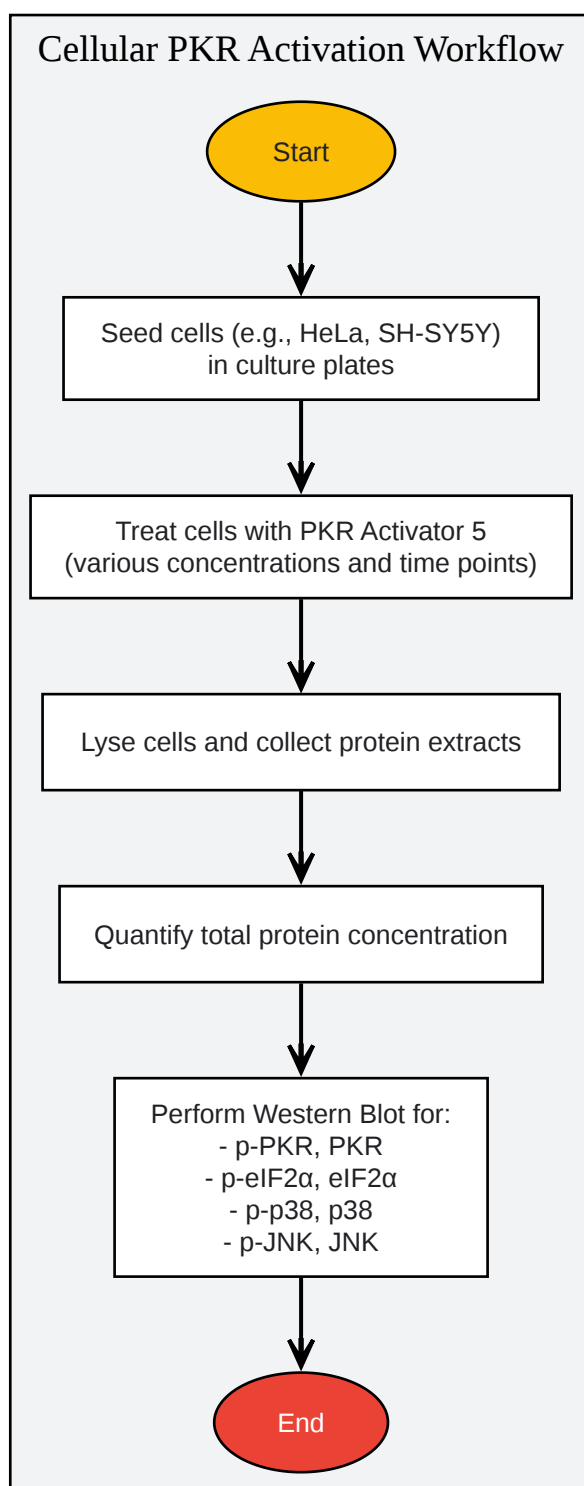 Cellular PKR Activation Workflow
Start
Seed cells (e.g., HeLa, SH-SY5Y)
in culture plates
Treat cells with PKR Activator 5
(various concentrations and time points)
Lyse cells and collect protein extracts
Quantify total protein concentration
Perform Western Blot for:
- p-PKR, PKR
- p-eIF2α, eIF2α
- p-p38, p38
- p-JNK, JNK
End